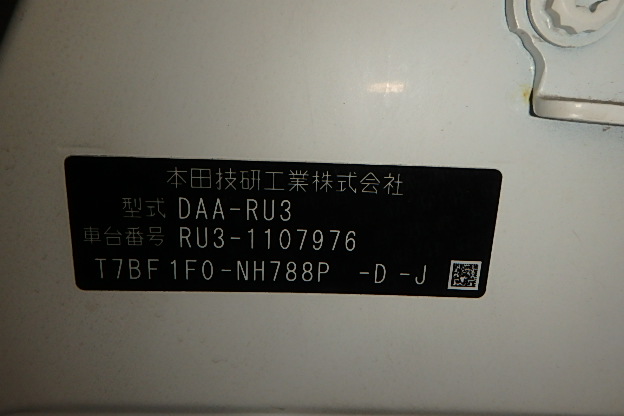 本田技研工業株式会社
型式 DAA-RU3
車台番号 RU3-1107976
T7BF1F0-NH788P -D-J